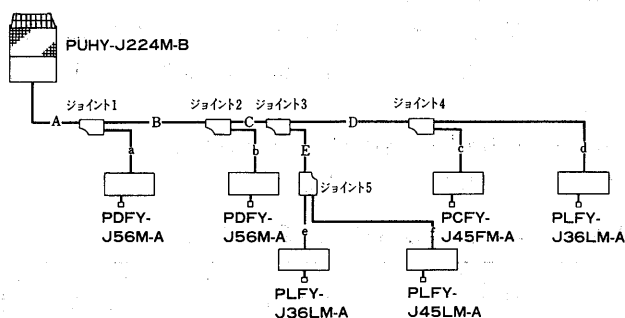 PUHY-J224M-B
ジョイント1
ジョイント2
ジョイント3
ジョイント4
A
B
C
D
a
b
E
c
d
ジョイント5
PDFY-
J56M-A
PDFY-
J56M-A
PCFY-
J45FM-A
PLFY-
J36LM-A
e
f
PLFY-
J36LM-A
PLFY-
J45LM-A